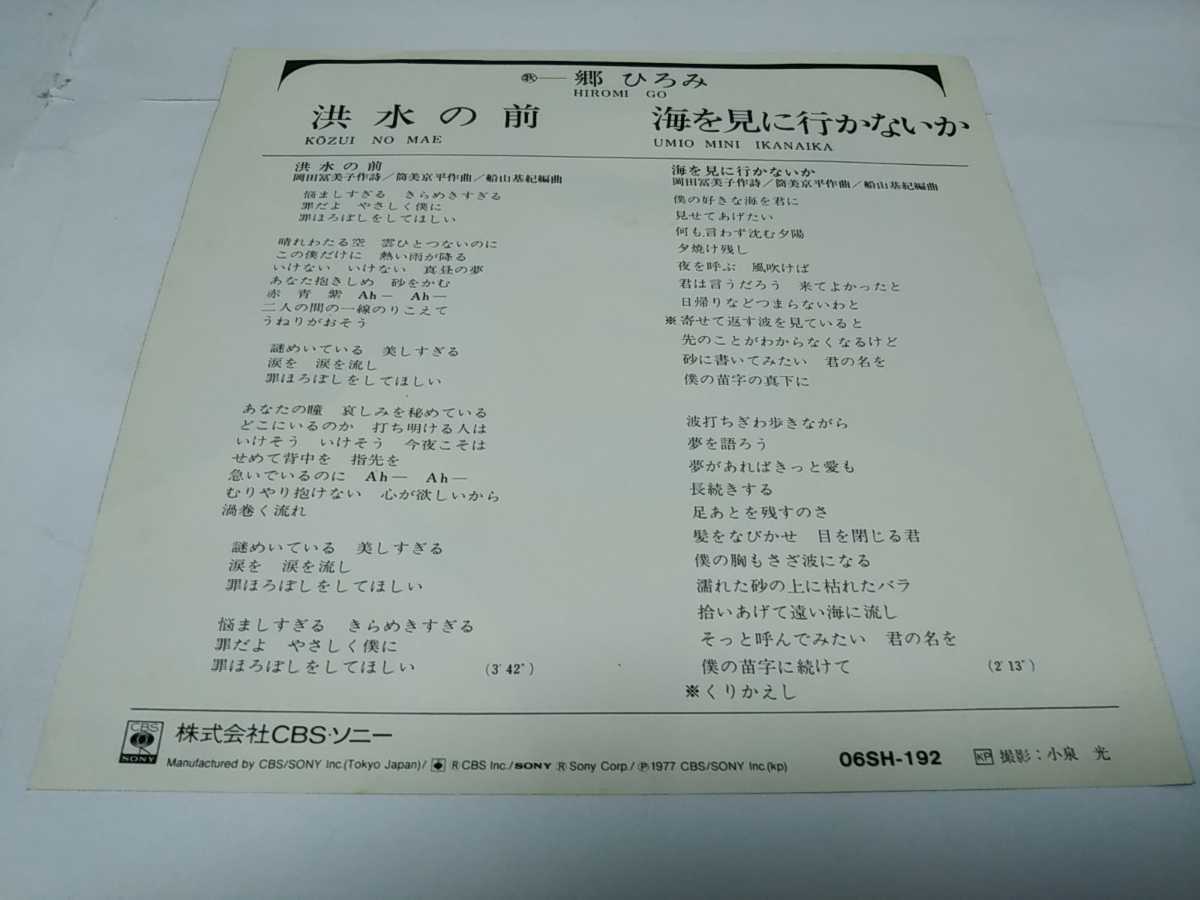 歌―郷 ひろみ
HIROMI GO
洪水の前
KŌZUI NO MAE
海を見に行かないか
UMIO MINI IKANAIKA
洪水の前
岡田冨美子作詩/筒美京平作曲/船山基紀編曲
悩ましすぎる きらめきすぎる
罪だよ やさしく僕に
罪ほろぼしをしてほしい
晴れわたる空 雲ひとつないのに
この僕だけに 熱い雨が降る
いけない いけない 真昼の夢
あなた抱きしめ 砂をかむ
赤 青 紫 Ah― Ah―
二人の間の一線のりこえて
うねりがおそう
謎めいている 美しすぎる
涙を 涙を流し
罪ほろぼしをしてほしい
あなたの瞳 哀しみを秘めている
どこにいるのか 打ち明ける人は
いけそう いけそう 今夜こそは
せめて背中を 指先を
急いでいるのに Ah― Ah―
むりやり抱けない 心が欲しいから
渦巻く流れ
謎めいている 美しすぎる
涙を 涙を流し
罪ほろぼしをしてほしい
悩ましすぎる きらめきすぎる
罪だよ やさしく僕に
罪ほろぼしをしてほしい (3'42")
海を見に行かないか
岡田冨美子作詩/筒美京平作曲/船山基紀編曲
僕の好きな海を君に
見せてあげたい
何も言わず沈む夕陽
夕焼け残し
夜を呼ぶ 風吹けば
君は言うだろう 来てよかったと
日帰りなどつまらないわと
※寄せて返す波を見ていると
先のことがわからなくなるけど
砂に書いてみたい 君の名を
僕の苗字の真下に
波打ちぎわ歩きながら
夢を語ろう
夢があればきっと愛も
長続きする
足あとを残すのさ
髪をなびかせ 目を閉じる君
僕の胸もさざ波になる
濡れた砂の上に枯れたバラ
拾いあげて遠い海に流し
そっと呼んでみたい 君の名を
僕の苗字に続けて (2'13")
※くりかえし
CBS
SONY
株式会社CBS・ソニー
Manufactured by CBS/SONY Inc.(Tokyo Japan)/ ®CBS Inc./SONY ®Sony Corp./℗1977 CBS/SONY Inc.(kp)
06SH-192
KP 撮影:小泉 光